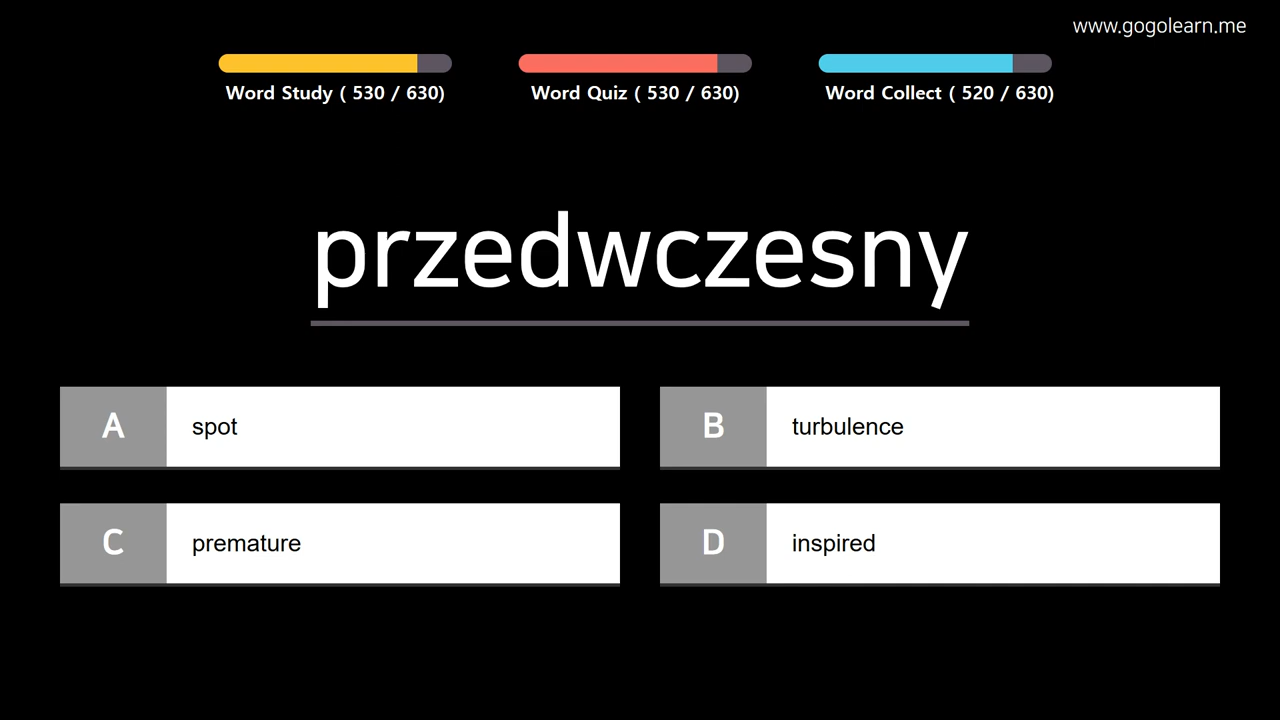 www.gogolearn.me
Word Study ( 530 / 630)
Word Quiz ( 530 / 630)
Word Collect ( 520 / 630)
przedwczesny
A spot
B turbulence
C premature
D inspired